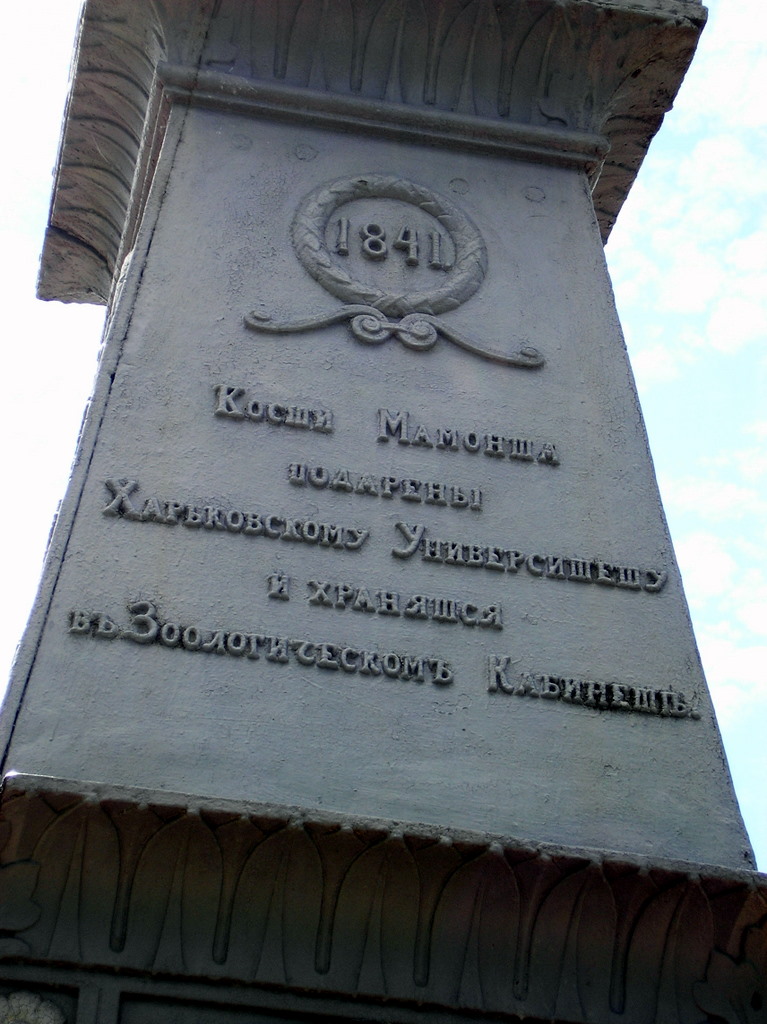 1841
Кости Мамонта
подарены
Харьковскому Университету
и хранятся
въ Зоологическомъ Кабинетѣ.